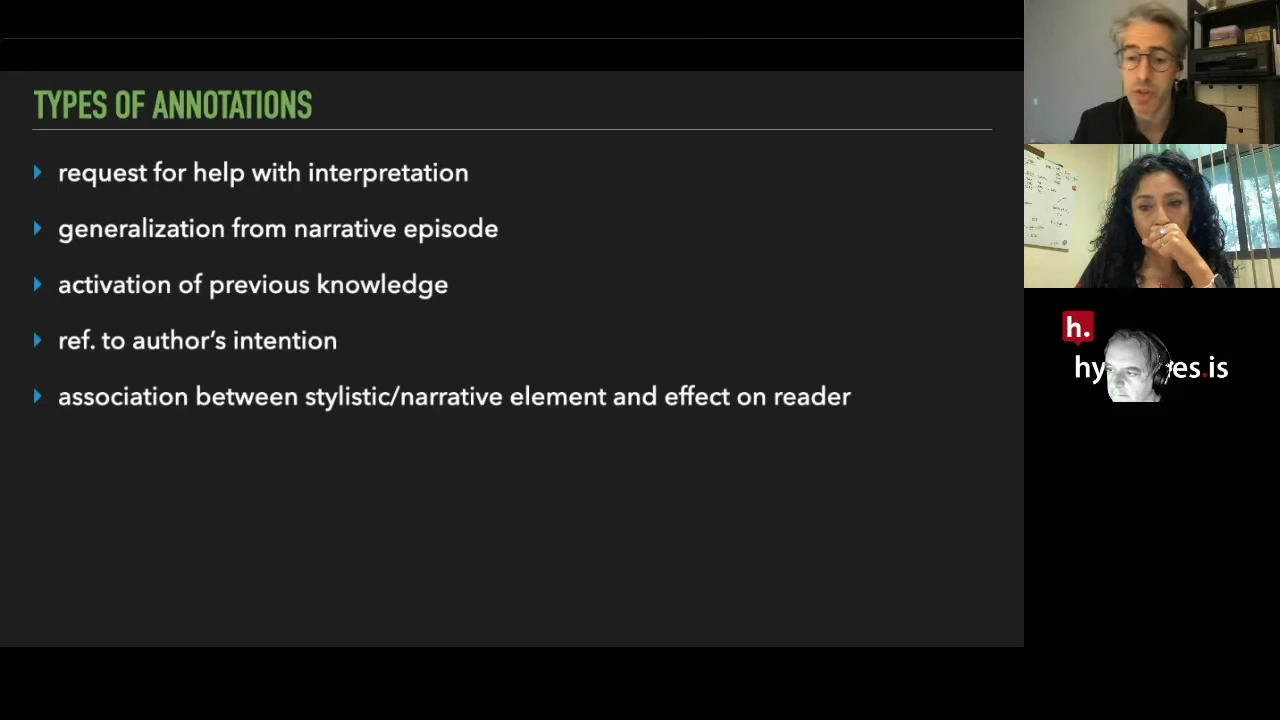 TYPES OF ANNOTATIONS
request for help with interpretation
generalization from narrative episode
activation of previous knowledge
ref. to author’s intention
association between stylistic/narrative element and effect on reader
h.
hy es.is